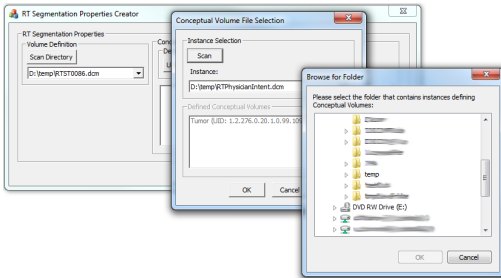 RT Segmentation Properties Creator
RT Segmentation Properties
Volume Definition
Scan Directory
D:\temp\RTST0086.dcm
Conceptual Volume File Selection
Instance Selection
Scan
Instance:
D:\temp\RTPhysicianIntent.dcm
Defined Conceptual Volumes
Tumor (UID: 1.2.276.0.20.1.0.99.109
OK
Cancel
Browse for Folder
Please select the folder that contains instances defining
Conceptual Volumes:
temp
DVD RW Drive (E:)
OK
Cancel